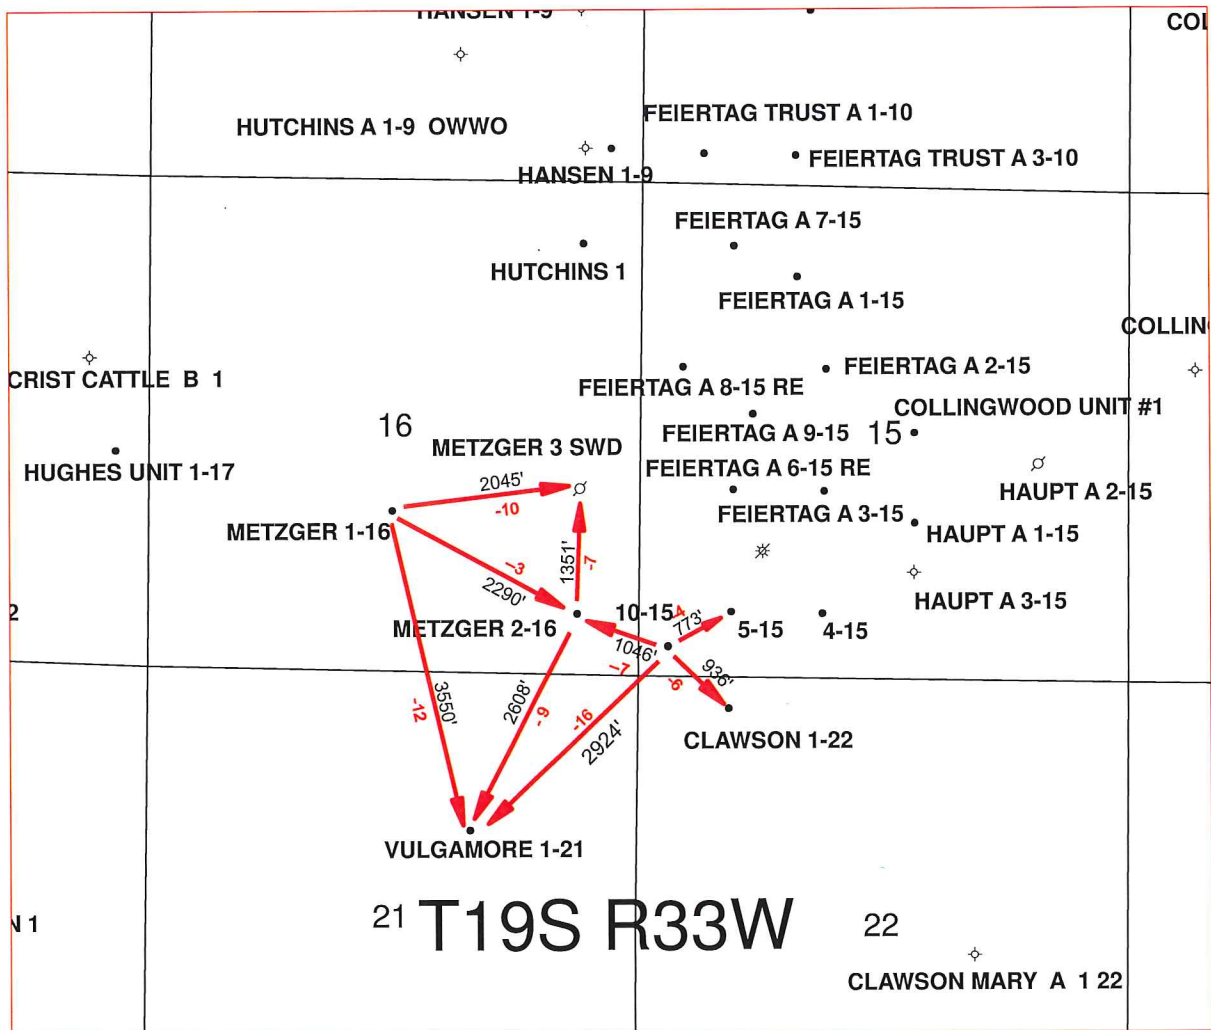 HANSEN 1-9
COL
HUTCHINS A 1-9 OWWO
FEIERTAG TRUST A 1-10
FEIERTAG TRUST A 3-10
HANSEN 1-9
FEIERTAG A 7-15
HUTCHINS 1
FEIERTAG A 1-15
COLLIN
CRIST CATTLE B 1
FEIERTAG A 2-15
FEIERTAG A 8-15 RE
COLLINGWOOD UNIT #1
16
FEIERTAG A 9-15
15
METZGER 3 SWD
HUGHES UNIT 1-17
FEIERTAG A 6-15 RE
2045'
-10
HAUPT A 2-15
FEIERTAG A 3-15
METZGER 1-16
HAUPT A 1-15
1351'
-7
-3
2290'
HAUPT A 3-15
2
METZGER 2-16
10-15
-4
773'
5-15
4-15
1046'
-7
936'
-6
3550'
-12
2608'
-9
-16
2924'
CLAWSON 1-22
VULGAMORE 1-21
21
T19S R33W
22
N 1
CLAWSON MARY A 1 22